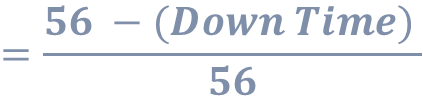 = 56 − (Down Time) / 56